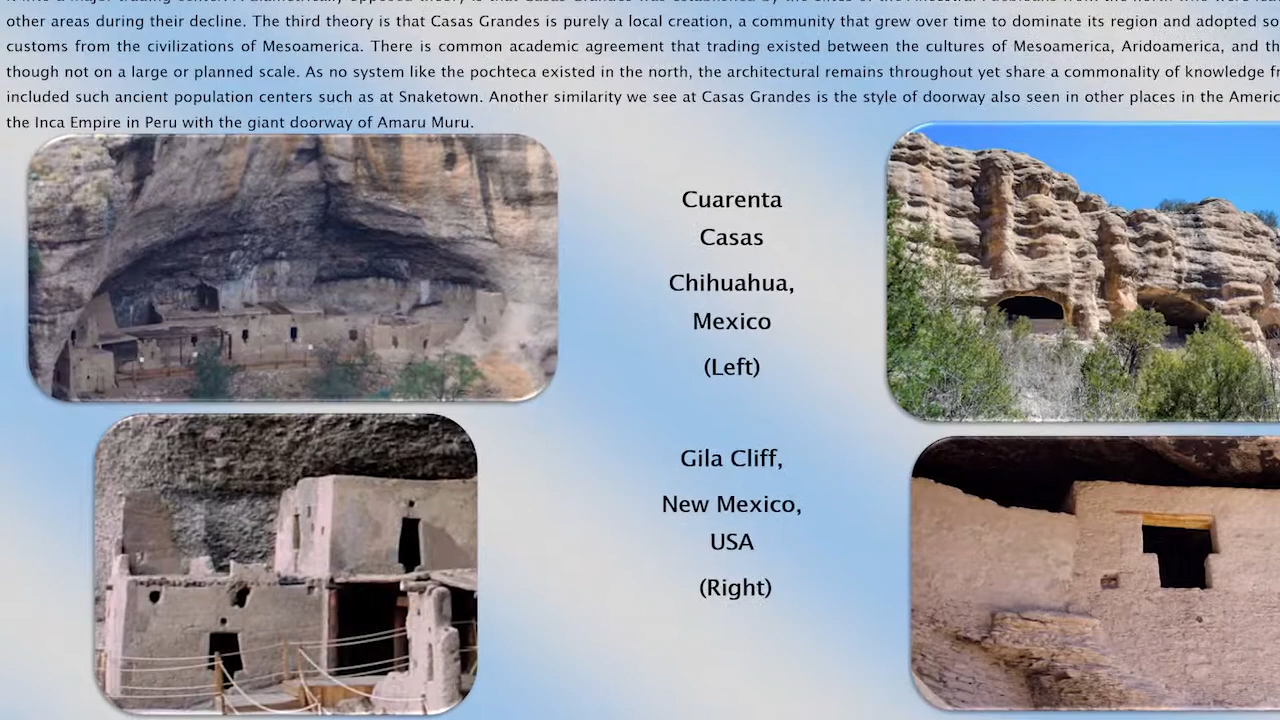 other areas during their decline. The third theory is that Casas Grandes is purely a local creation, a community that grew over time to dominate its region and adopted so
customs from the civilizations of Mesoamerica. There is common academic agreement that trading existed between the cultures of Mesoamerica, Aridoamerica, and th
though not on a large or planned scale. As no system like the pochteca existed in the north, the architectural remains throughout yet share a commonality of knowledge fr
included such ancient population centers such as at Snaketown. Another similarity we see at Casas Grandes is the style of doorway also seen in other places in the Americ
the Inca Empire in Peru with the giant doorway of Amaru Muru.
Cuarenta
Casas
Chihuahua,
Mexico
(Left)
Gila Cliff,
New Mexico,
USA
(Right)